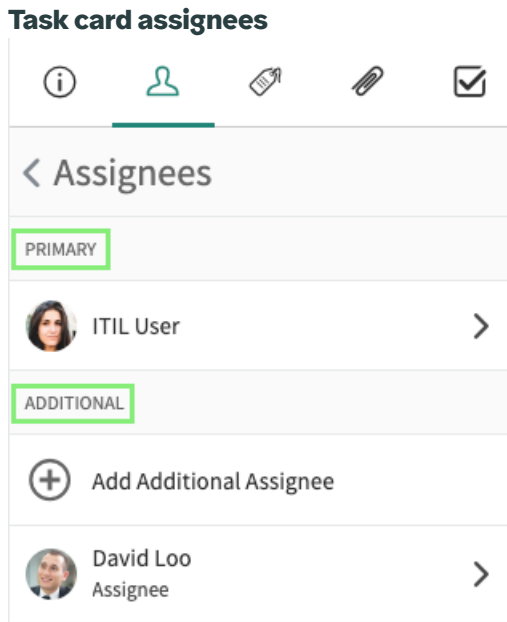 Task card assignees
Assignees
PRIMARY
ITIL User
ADDITIONAL
Add Additional Assignee
David Loo
Assignee